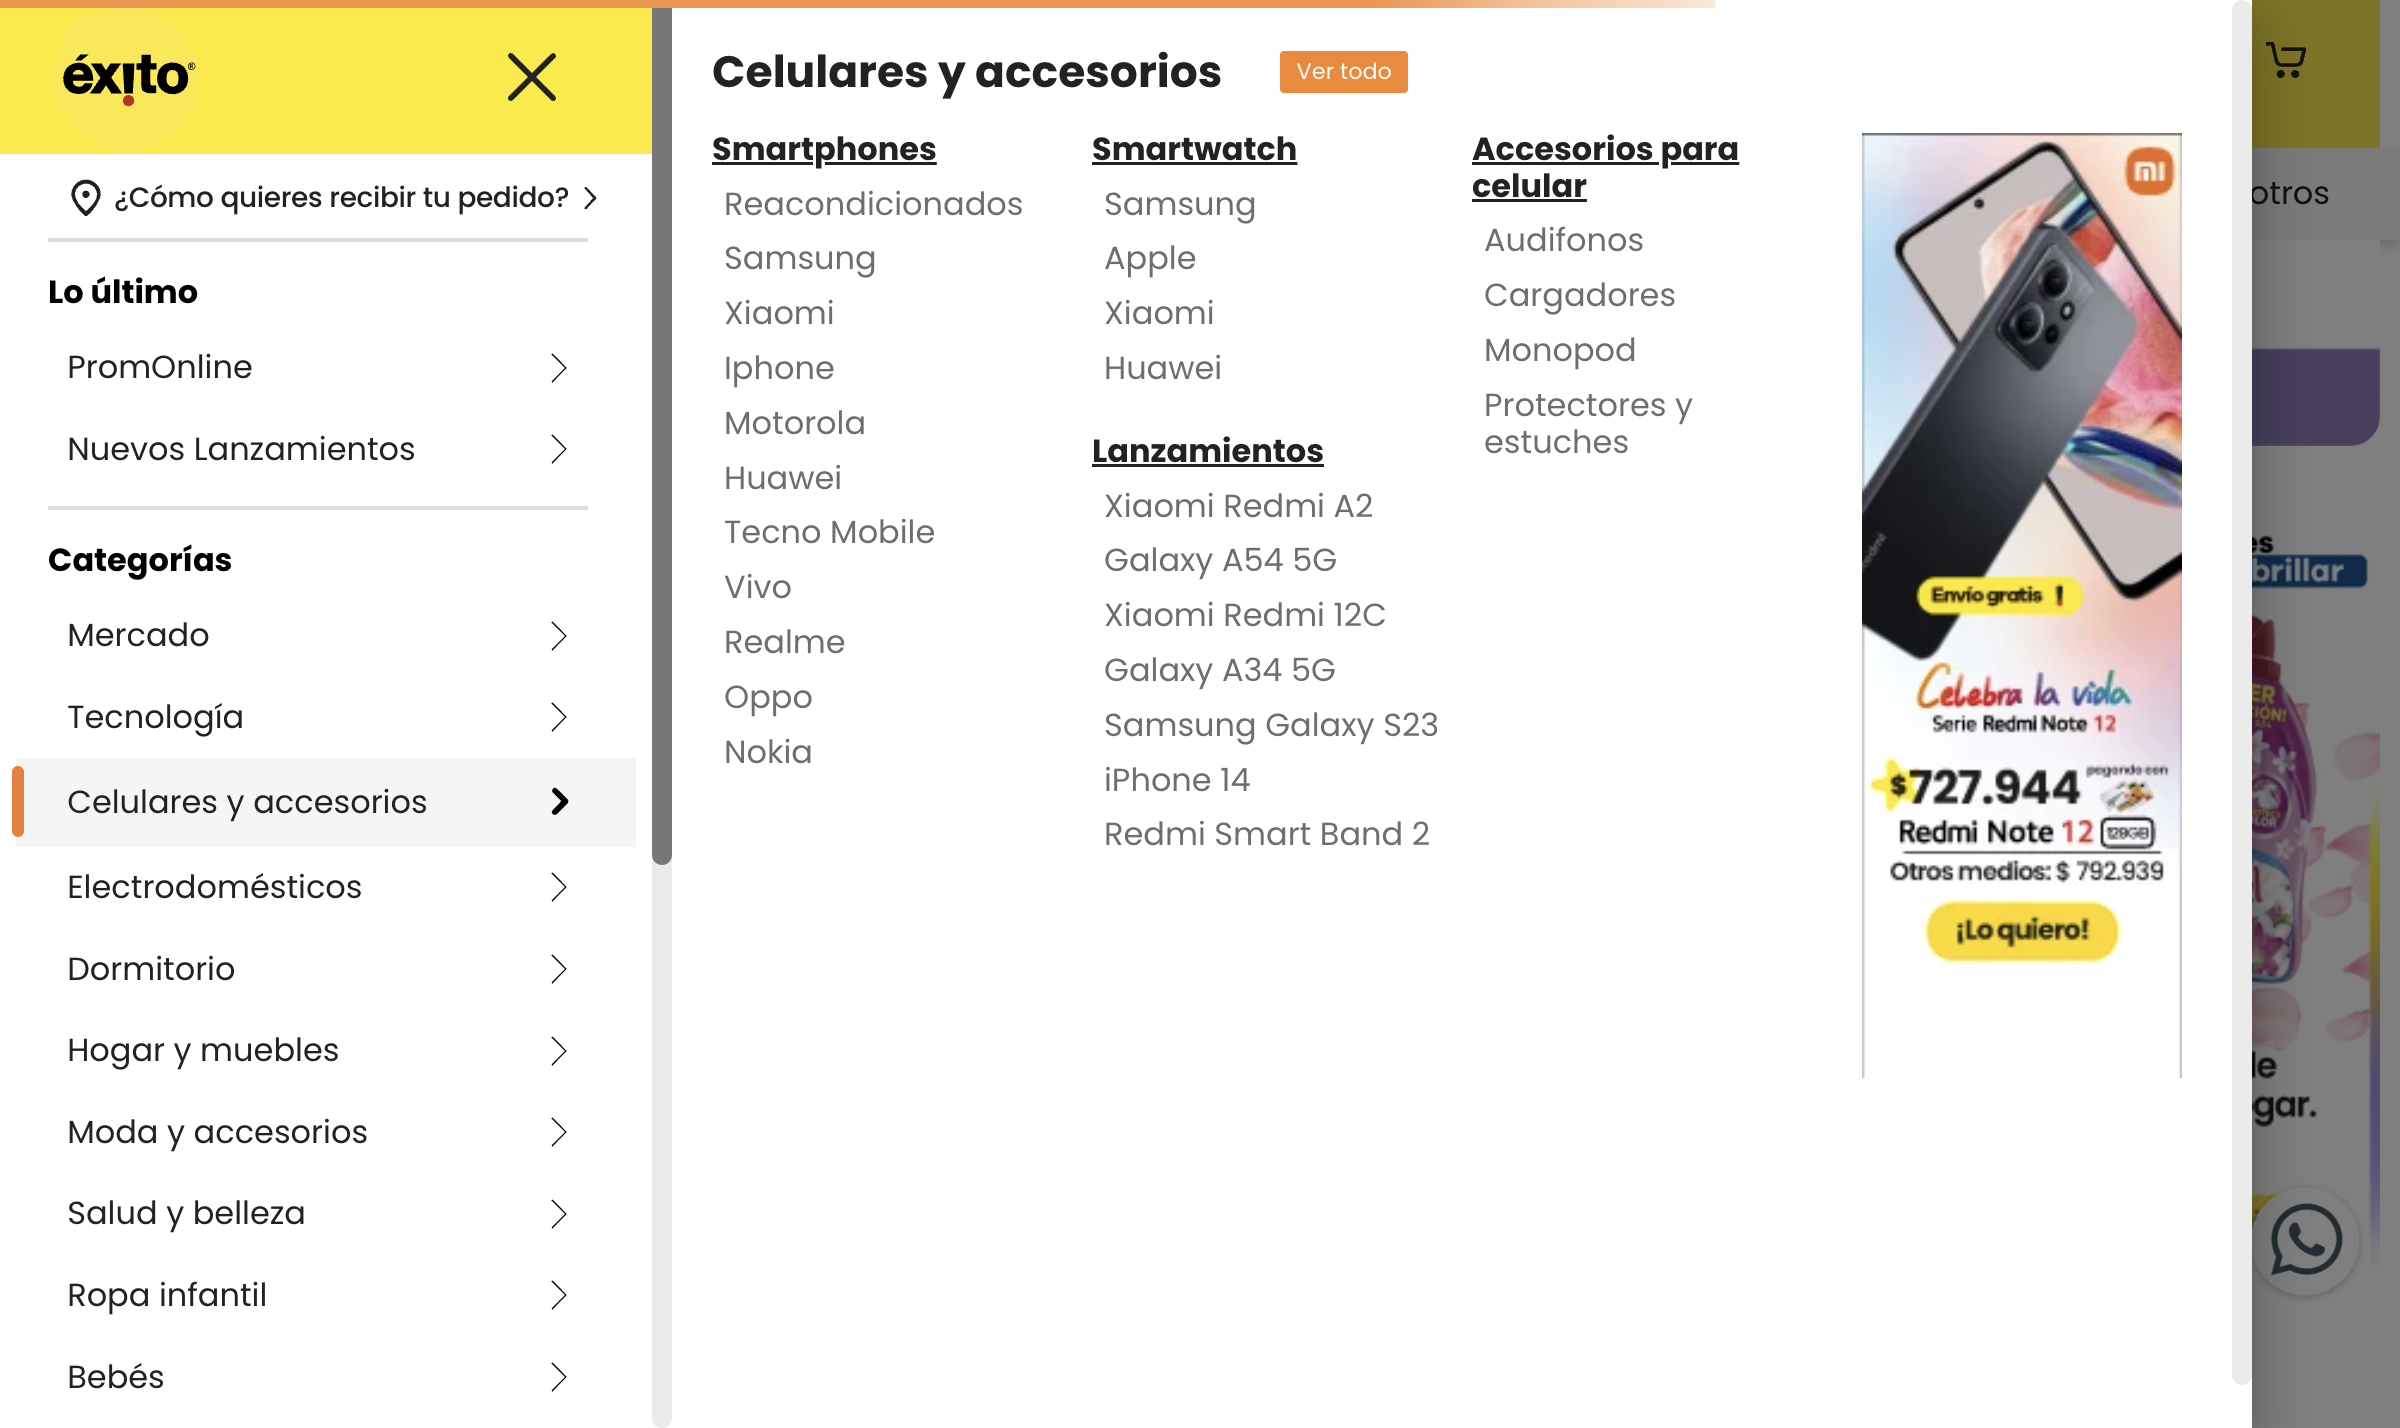 éxito®
¿Cómo quieres recibir tu pedido?
Lo último
PromOnline
Nuevos Lanzamientos
Categorías
Mercado
Tecnología
Celulares y accesorios
Electrodomésticos
Dormitorio
Hogar y muebles
Moda y accesorios
Salud y belleza
Ropa infantil
Bebés
Celulares y accesorios
Ver todo
Smartphones
Reacondicionados
Samsung
Xiaomi
Iphone
Motorola
Huawei
Tecno Mobile
Vivo
Realme
Oppo
Nokia
Smartwatch
Samsung
Apple
Xiaomi
Huawei
Lanzamientos
Xiaomi Redmi A2
Galaxy A54 5G
Xiaomi Redmi 12C
Galaxy A34 5G
Samsung Galaxy S23
iPhone 14
Redmi Smart Band 2
Accesorios para
celular
Audifonos
Cargadores
Monopod
Protectores y
estuches
mi
Redmi
Envío gratis
Celebra la vida
Serie Redmi Note 12
$727.944 pagando con
Redmi Note 12 128GB
Otros medios: $ 792.939
¡Lo quiero!
otros
es
brillar
gar.